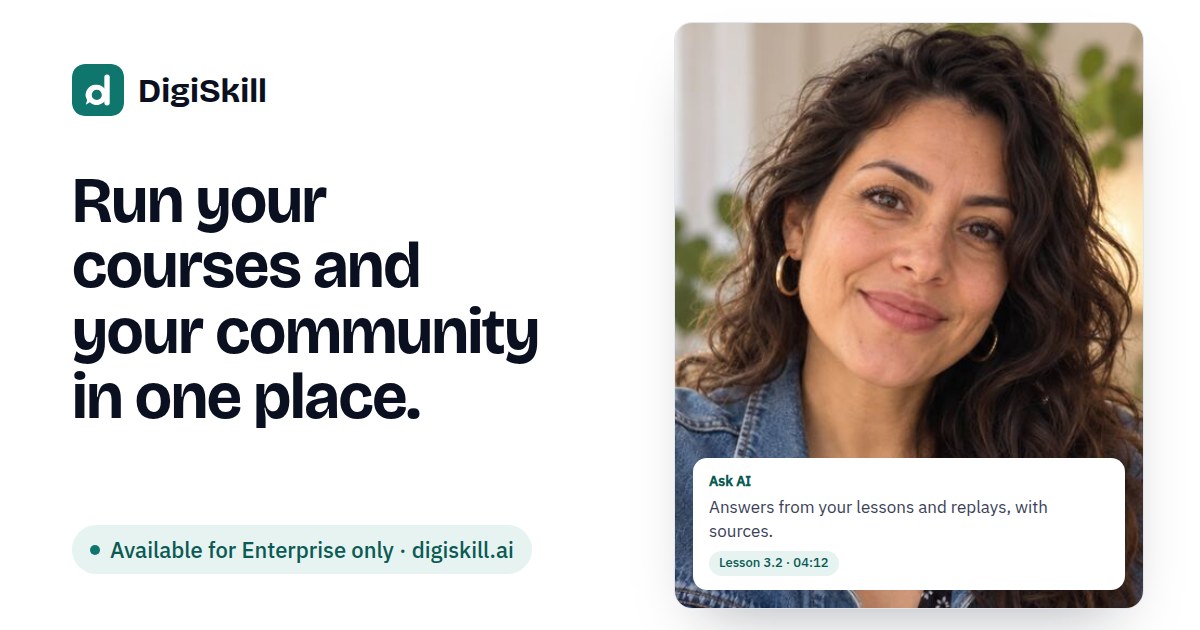 DigiSkill
Run your
courses and
your community
in one place.
Available for Enterprise only · digiskill.ai
Ask AI
Answers from your lessons and replays, with
sources.
Lesson 3.2 · 04:12